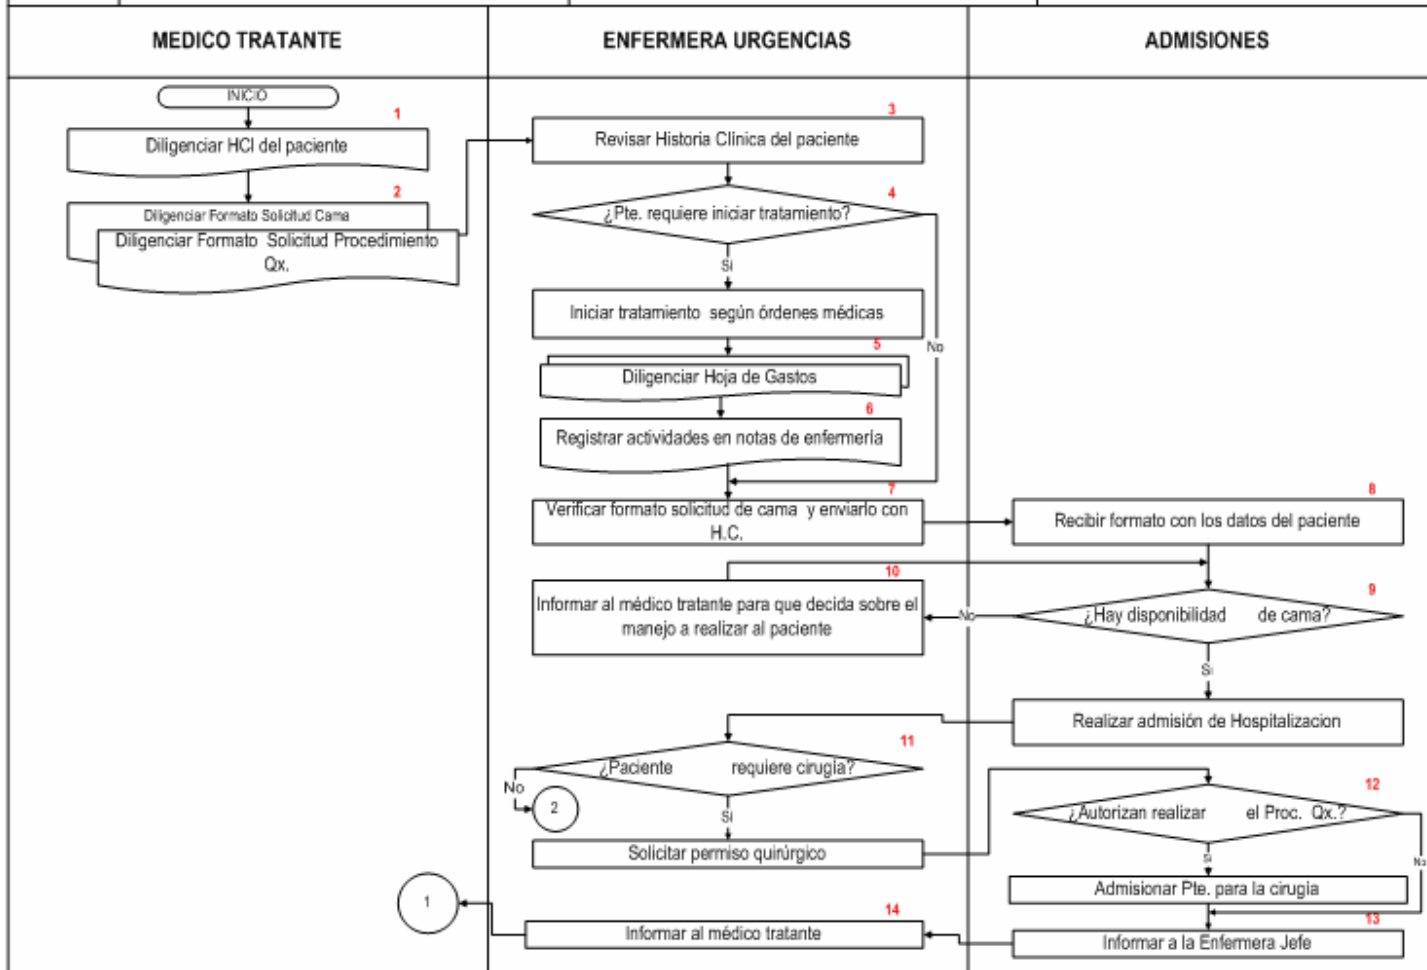 MEDICO TRATANTE
ENFERMERA URGENCIAS
ADMISIONES
INICIO
1
Diligenciar HCl del paciente
2
Diligenciar Formato Solicitud Cama
Diligenciar Formato Solicitud Procedimiento
Qx.
3
Revisar Historia Clínica del paciente
4
¿Pte. requiere iniciar tratamiento?
Si
No
Iniciar tratamiento según órdenes médicas
5
Diligenciar Hoja de Gastos
6
Registrar actividades en notas de enfermería
7
Verificar formato solicitud de cama y enviarlo con
H.C.
8
Recibir formato con los datos del paciente
9
¿Hay disponibilidad de cama?
No
Si
10
Informar al médico tratante para que decida sobre el
manejo a realizar al paciente
Realizar admisión de Hospitalizacion
11
¿Paciente requiere cirugía?
No
2
Si
Solicitar permiso quirúrgico
12
¿Autorizan realizar el Proc. Qx.?
Si
No
Admisionar Pte. para la cirugía
13
Informar a la Enfermera Jefe
14
Informar al médico tratante
1